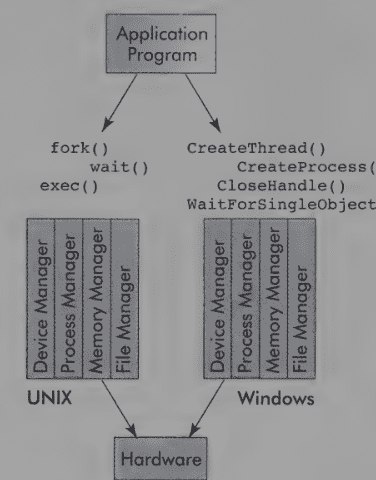 Application
Program
fork()
wait()
exec()
CreateThread()
CreateProcess(
CloseHandle()
WaitForSingleObject
Device Manager
Process Manager
Memory Manager
File Manager
Device Manager
Process Manager
Memory Manager
File Manager
UNIX
Windows
Hardware